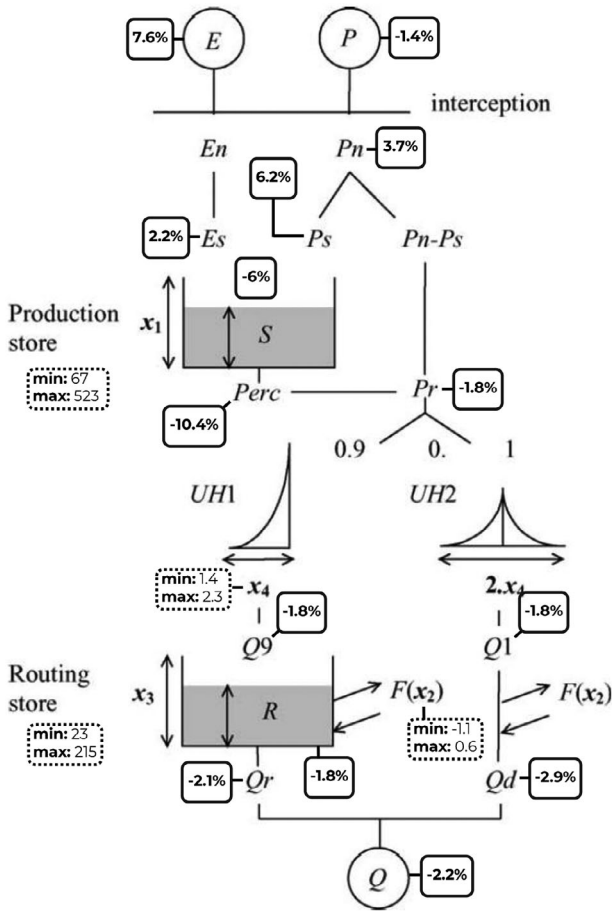 7.6%
E
P
-1.4%
interception
En
Pn
3.7%
6.2%
2.2%
Es
Ps
Pn-Ps
-6%
Production
store
x1
S
min: 67
max: 523
Perc
Pr
-1.8%
-10.4%
0.9
0.
1
UH1
UH2
min: 1.4
max: 2.3
x4
2.x4
-1.8%
-1.8%
Q9
Q1
Routing
store
x3
R
F(x2)
F(x2)
min: 23
max: 215
min: -1.1
max: 0.6
-2.1%
Qr
-1.8%
Qd
-2.9%
Q
-2.2%